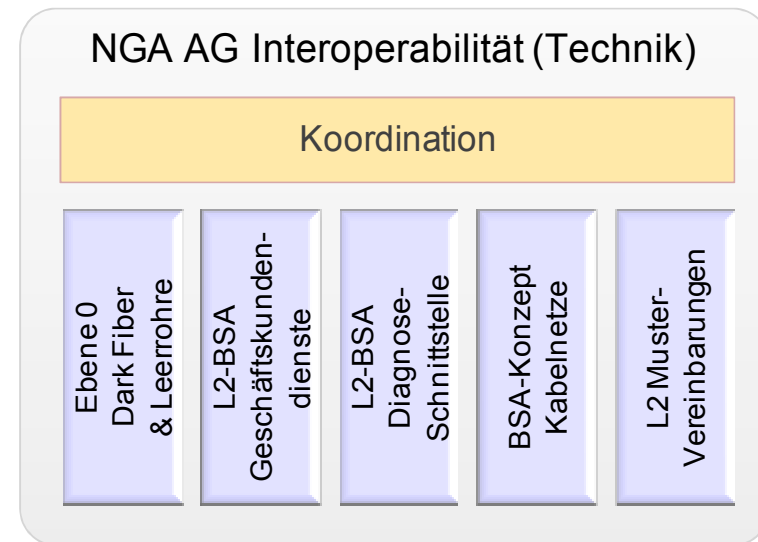 NGA AG Interoperabilität (Technik)
Koordination
Ebene 0
Dark Fiber
& Leerrohre
L2-BSA
Geschäftskunden-
dienste
L2-BSA
Diagnose-
Schnittstelle
BSA-Konzept
Kabelnetze
L2 Muster-
Vereinbarungen